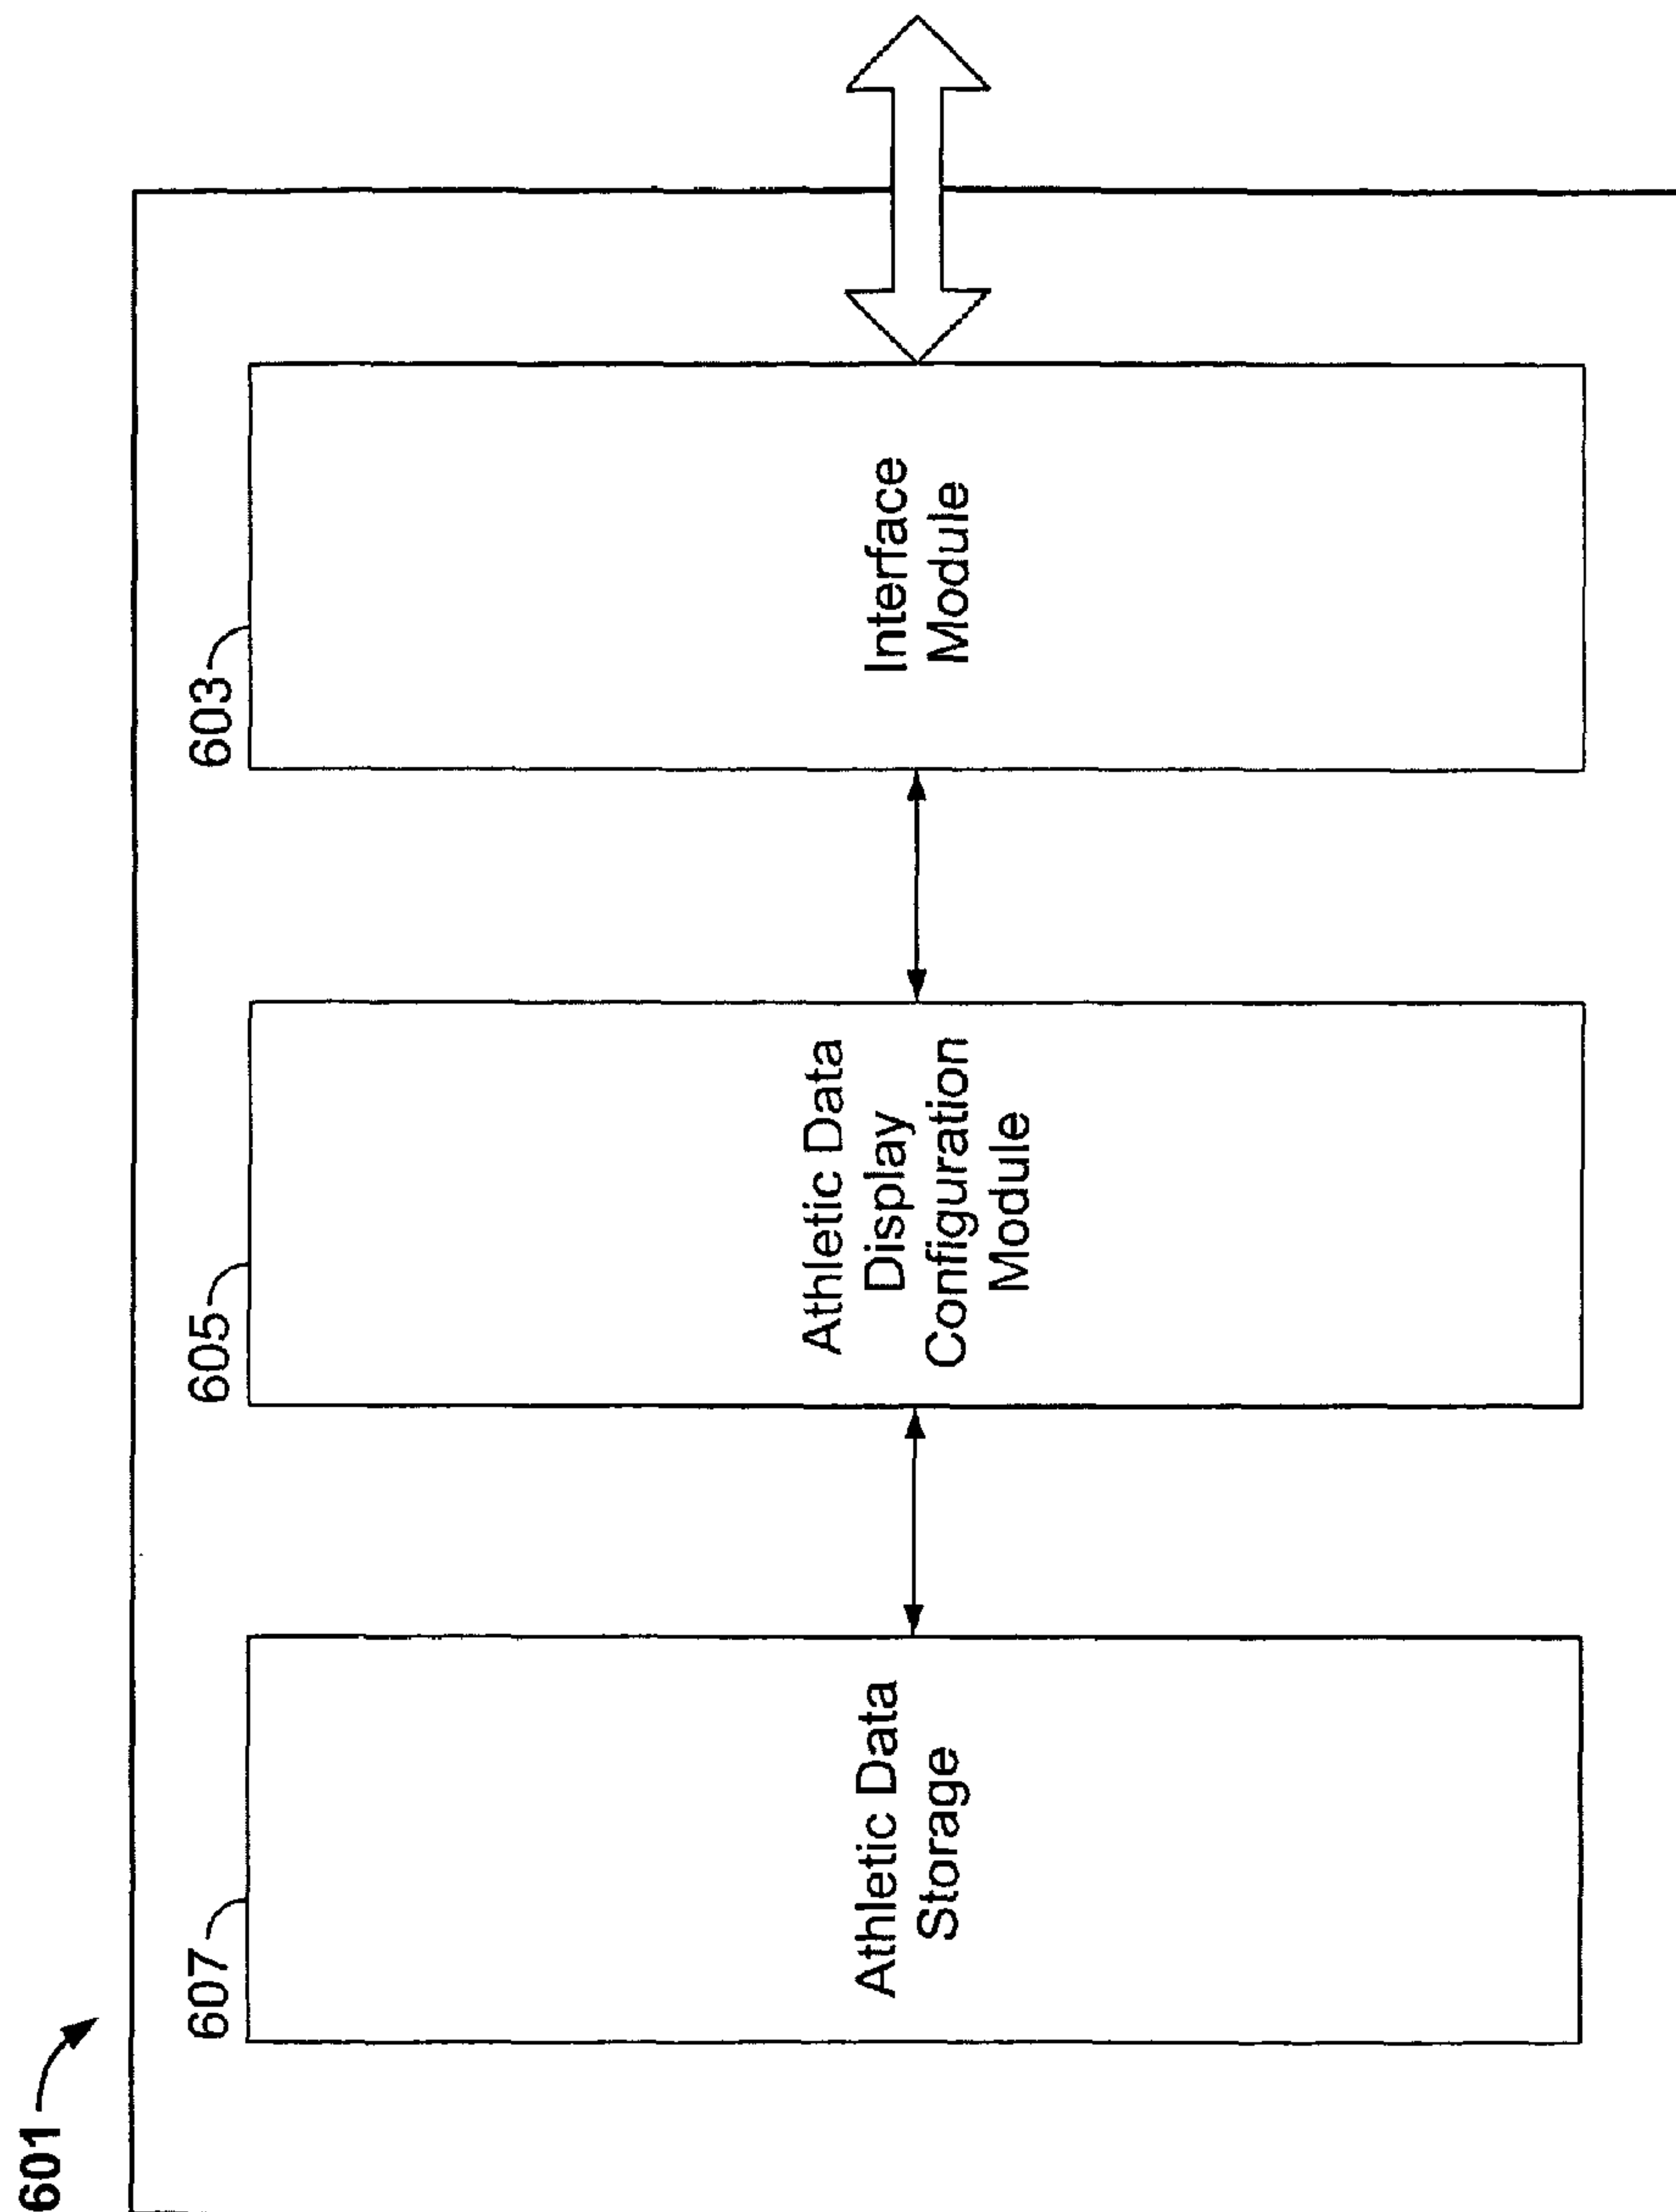 601
607
Athletic Data
Storage
605
Athletic Data
Display
Configuration
Module
603
Interface
Module